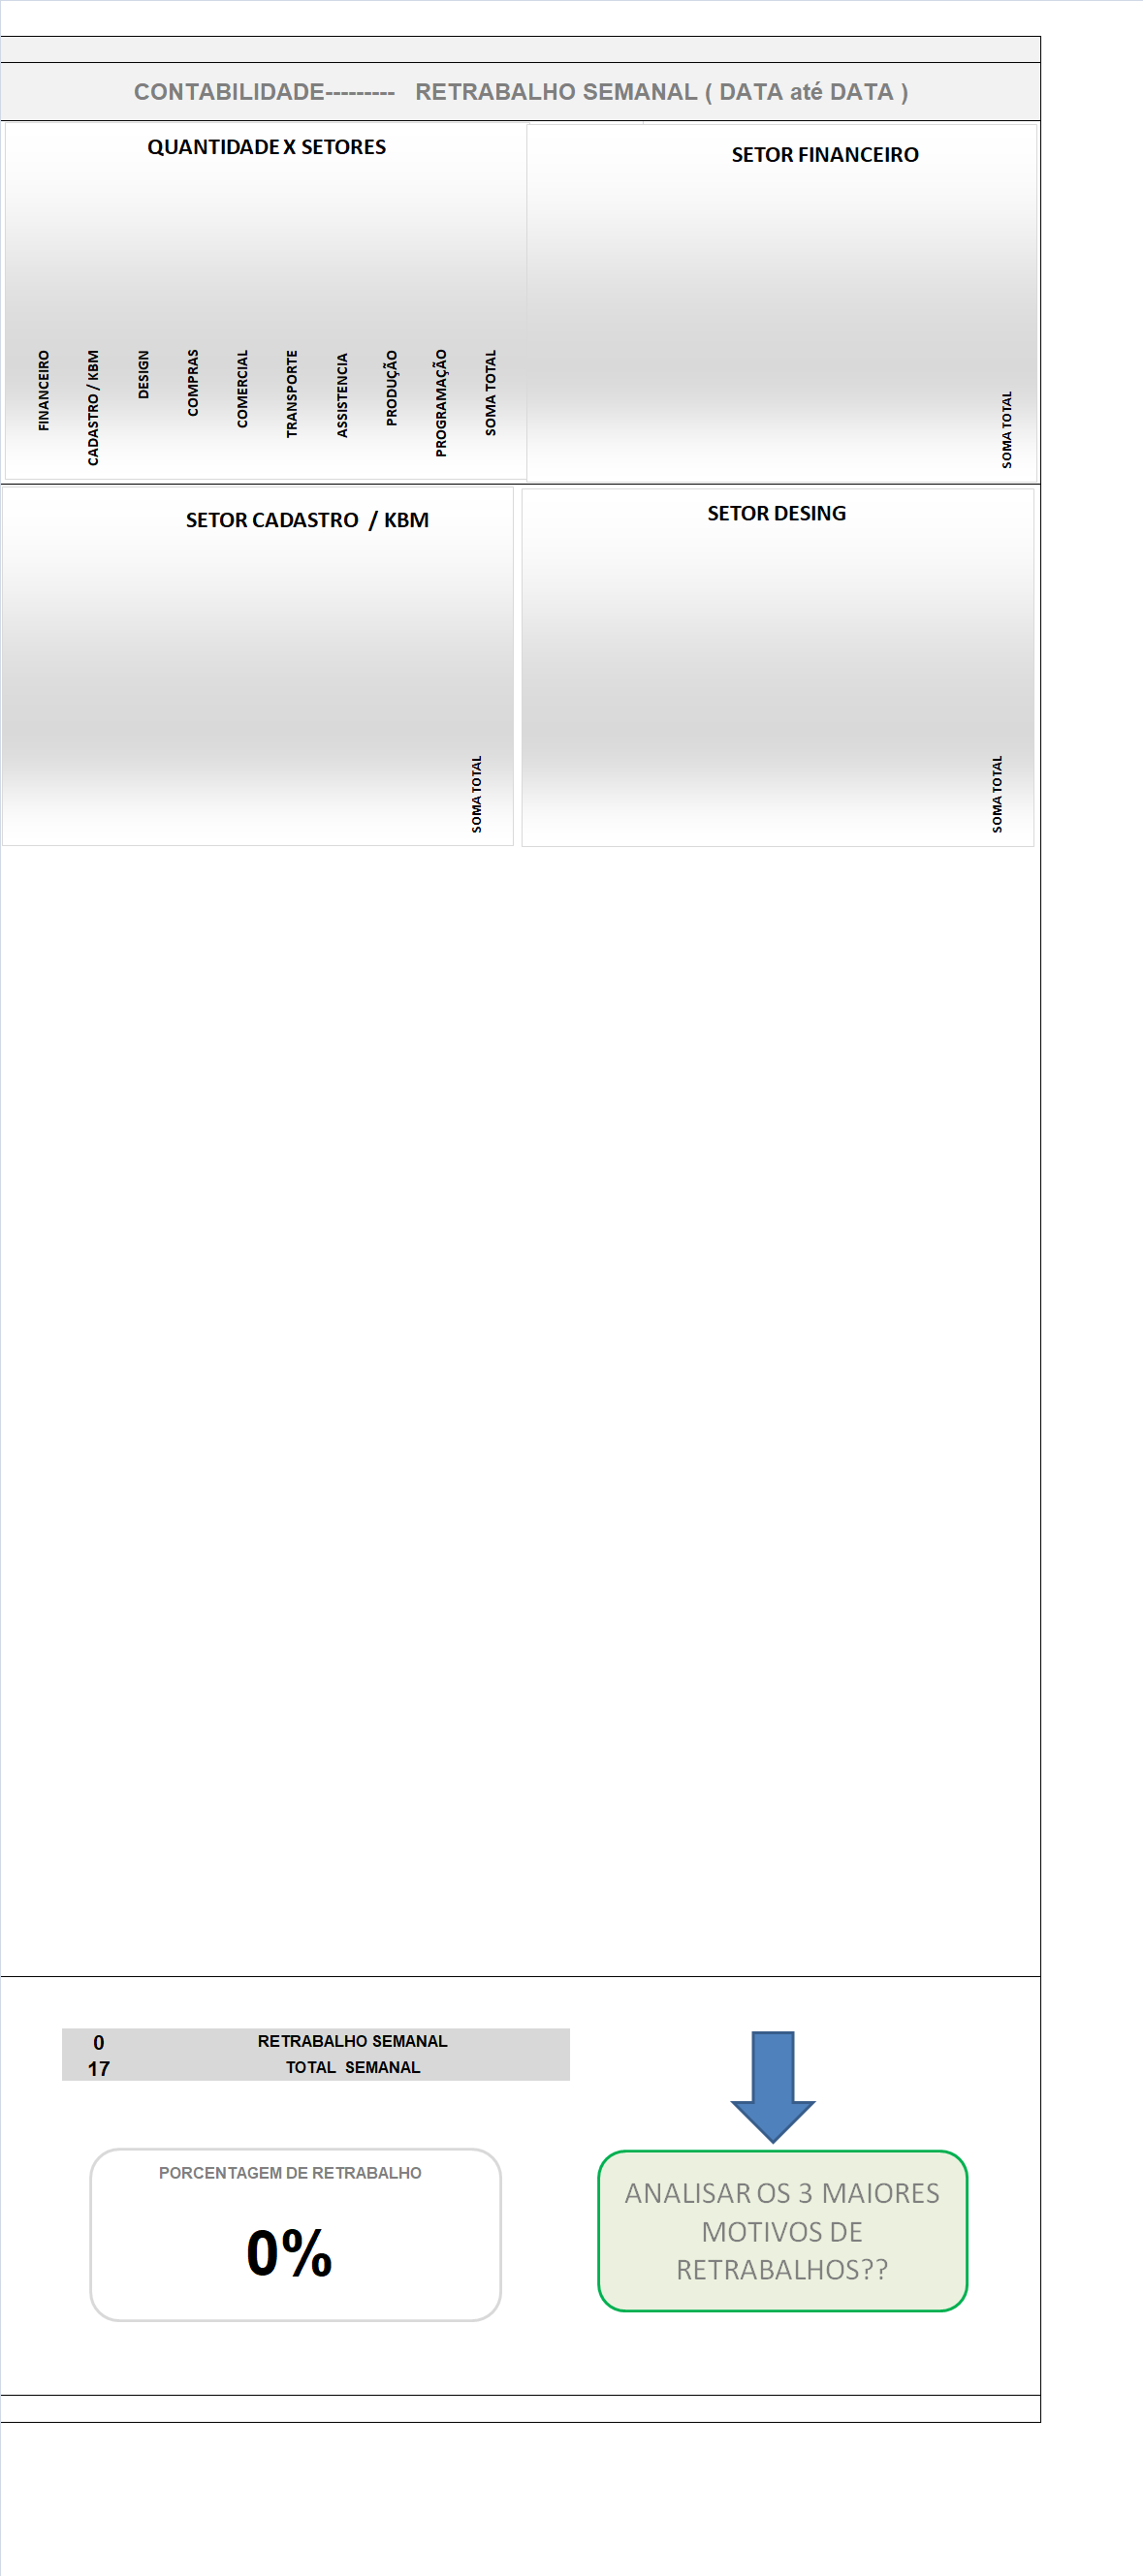 CONTABILIDADE--------- RETRABALHO SEMANAL ( DATA até DATA )
QUANTIDADE X SETORES
FINANCEIRO
CADASTRO / KBM
DESIGN
COMPRAS
COMERCIAL
TRANSPORTE
ASSISTENCIA
PRODUÇÃO
PROGRAMAÇÃO
SOMA TOTAL
SETOR FINANCEIRO
SOMA TOTAL
SETOR CADASTRO / KBM
SOMA TOTAL
SETOR DESING
SOMA TOTAL
0 RETRABALHO SEMANAL
17 TOTAL SEMANAL
PORCENTAGEM DE RETRABALHO
0%
ANALISAR OS 3 MAIORES
MOTIVOS DE
RETRABALHOS??